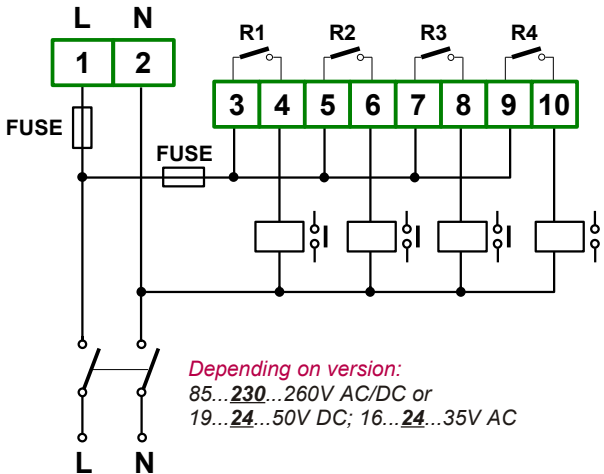 L N
R1 R2 R3 R4
1 2
3 4 5 6 7 8 9 10
FUSE
FUSE
Depending on version:
85...230...260V AC/DC or
19...24...50V DC; 16...24...35V AC
L N